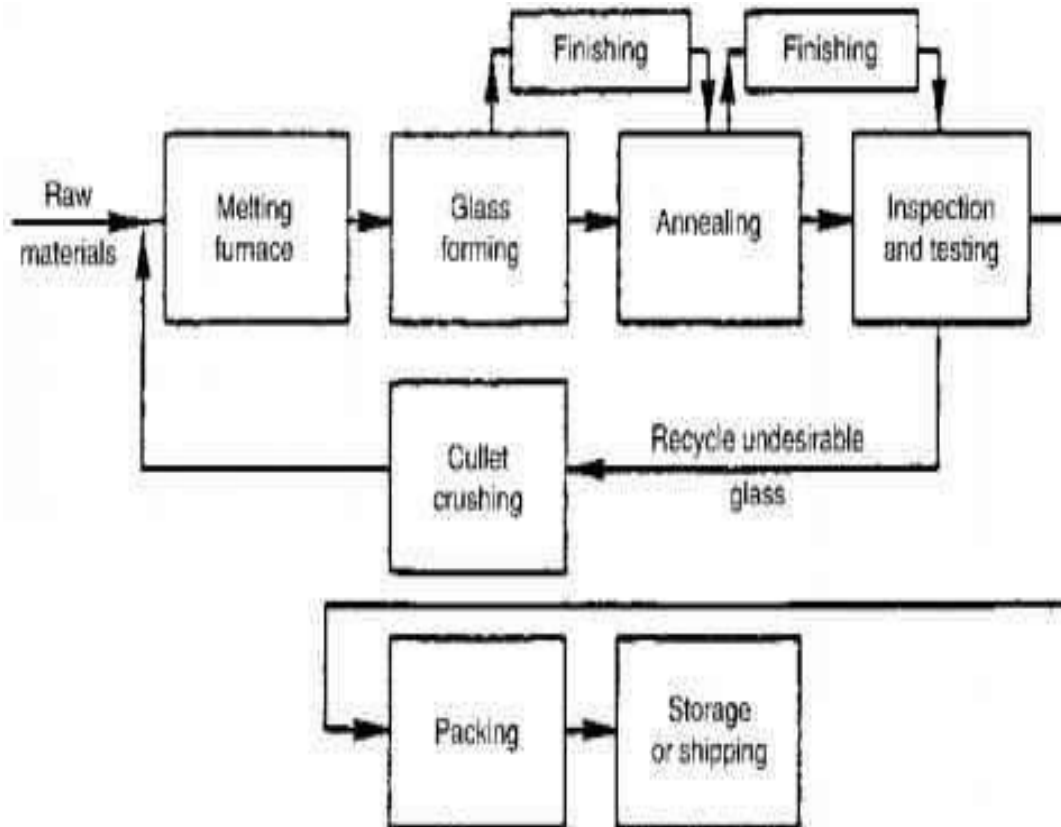 Finishing
Finishing
Raw
materials
Melting
furnace
Glass
forming
Annealing
Inspection
and testing
Cullet
crushing
Recycle undesirable
glass
Packing
Storage
or shipping